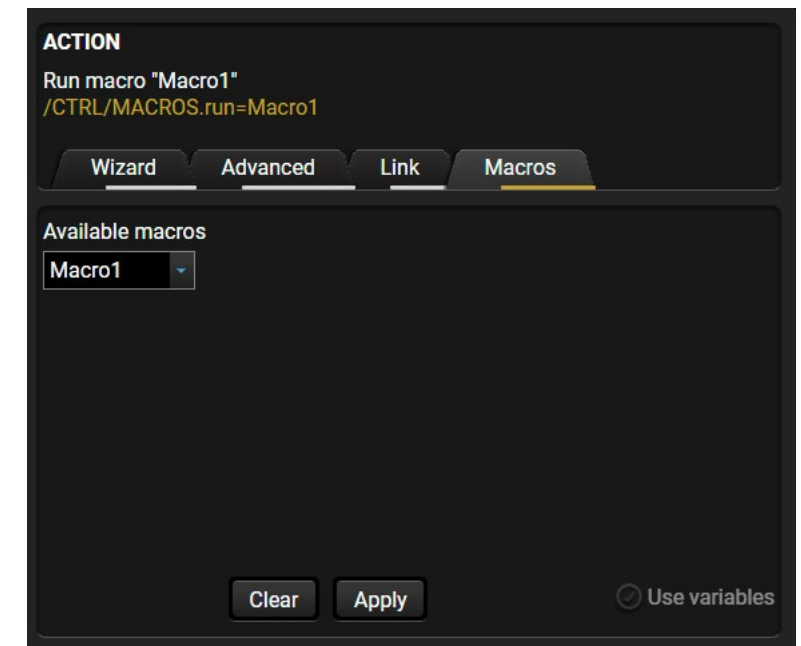 ACTION
Run macro "Macro1"
/CTRL/MACROS.run=Macro1
Wizard Advanced Link Macros
Available macros
Macro1
Clear Apply Use variables